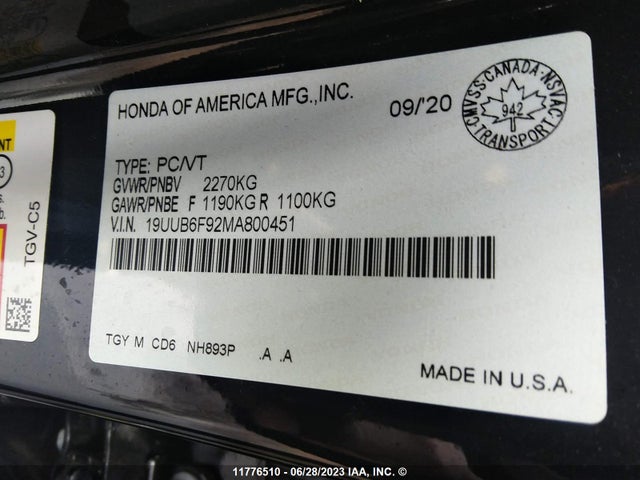 HONDA OF AMERICA MFG.,INC.
09/'20
CMVSS·CANADA·NSVAC
942
TRANSPORT
TYPE: PC/VT
GVWR/PNBV 2270KG
GAWR/PNBE F 1190KG R 1100KG
V.I.N. 19UUB6F92MA800451
TGY M CD6 NH893P .A .A
MADE IN U.S.A.
TGV-C5
11776510 - 06/28/2023 IAA, INC. ©